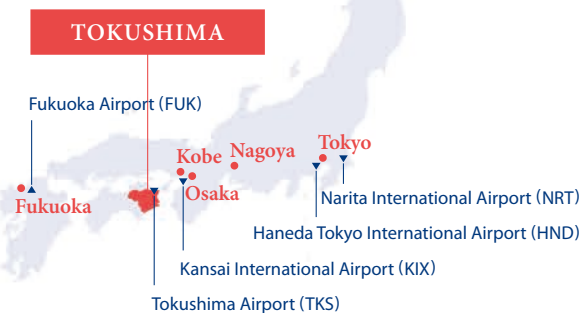 TOKUSHIMA
Fukuoka Airport (FUK)
Kobe
Nagoya
Tokyo
Osaka
Fukuoka
Narita International Airport (NRT)
Haneda Tokyo International Airport (HND)
Kansai International Airport (KIX)
Tokushima Airport (TKS)